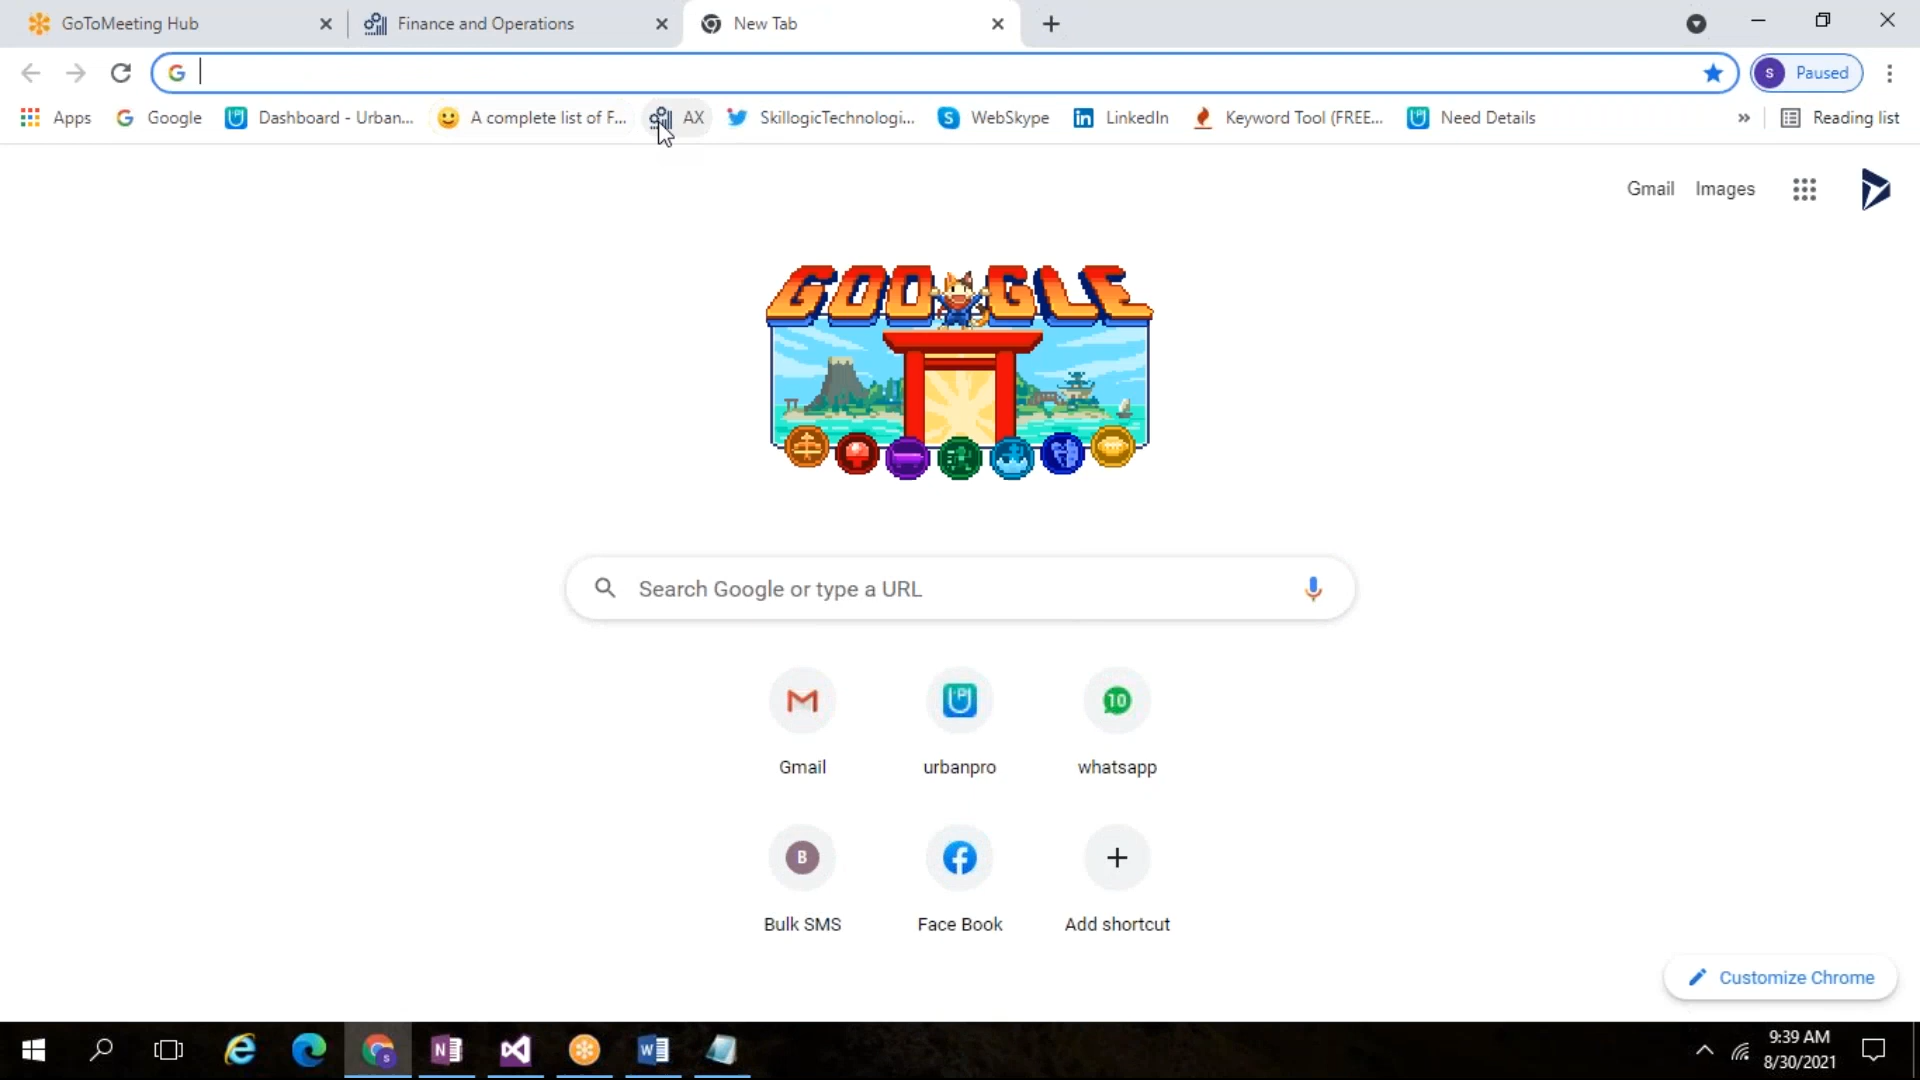 GoToMeeting Hub
Finance and Operations
New Tab
Paused
Apps
Google
Dashboard - Urban...
A complete list of F...
AX
SkillogicTechnologi...
WebSkype
LinkedIn
Keyword Tool (FREE...
Need Details
Reading list
Gmail
Images
GOOGLE
Search Google or type a URL
10
Gmail
urbanpro
whatsapp
B
Bulk SMS
Face Book
Add shortcut
Customize Chrome
9:39 AM
8/30/2021